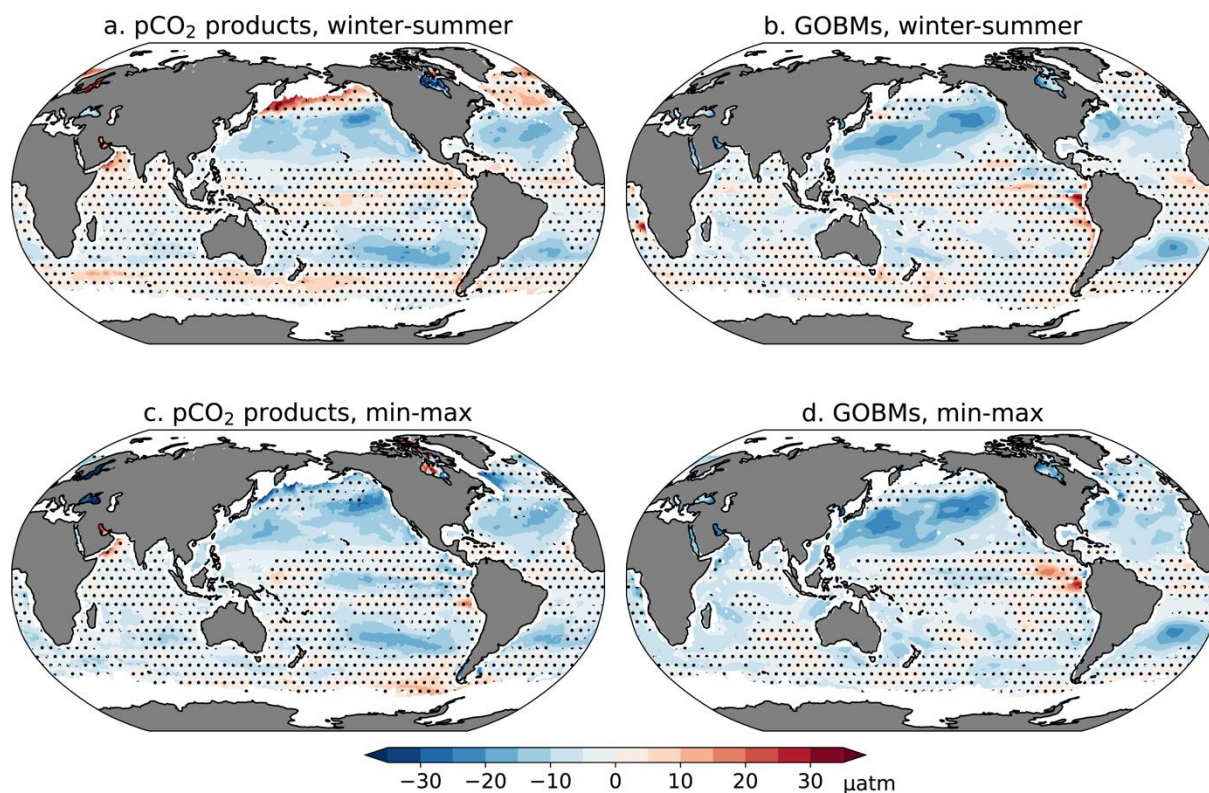 a. pCO₂ products, winter-summer
b. GOBMs, winter-summer
c. pCO₂ products, min-max
d. GOBMs, min-max
−30 −20 −10 0 10 20 30 µatm